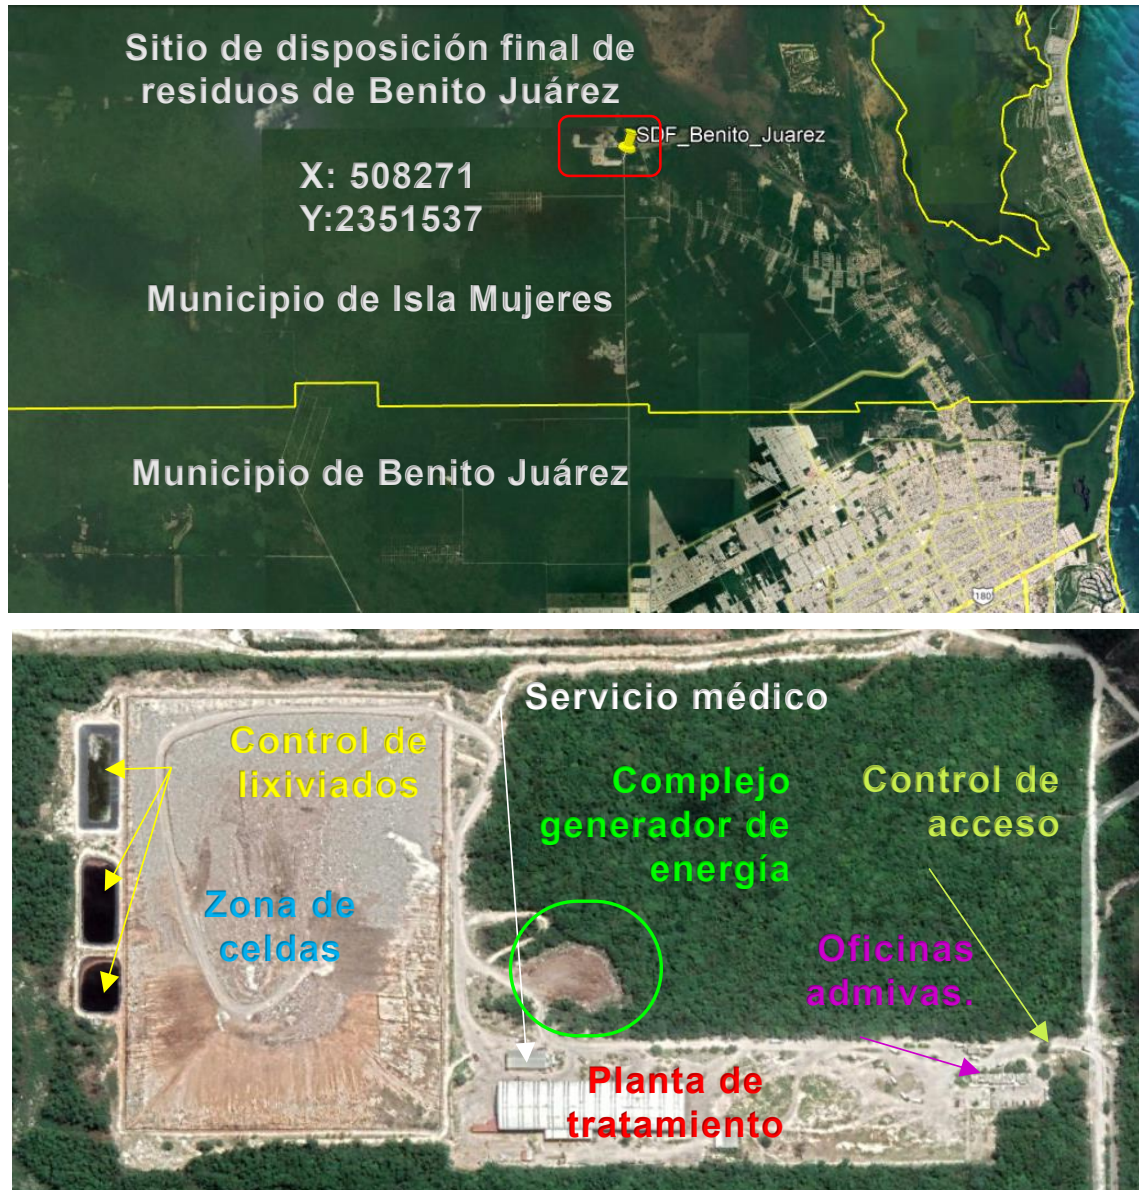 Sitio de disposición final de
residuos de Benito Juárez
SDF_Benito_Juarez
X: 508271
Y:2351537
Municipio de Isla Mujeres
Municipio de Benito Juárez
180
Servicio médico
Control de
lixiviados
Complejo
generador de
energía
Control de
acceso
Zona de
celdas
Oficinas
admivas.
Planta de
tratamiento